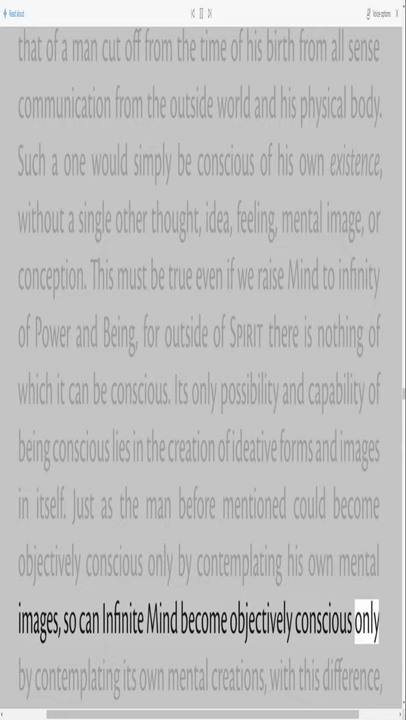 Read aloud
Voice options
that of a man cut off from the time of his birth from all sense
communication from the outside world and his physical body.
Such a one would simply be conscious of his own existence,
without a single other thought, idea, feeling, mental image, or
conception. This must be true even if we raise Mind to infinity
of Power and Being, for outside of SPIRIT there is nothing of
which it can be conscious. Its only possibility and capability of
being conscious lies in the creation of ideative forms and images
in itself. Just as the man before mentioned could become
objectively conscious only by contemplating his own mental
images, so can Infinite Mind become objectively conscious only
by contemplating its own mental creations, with this difference,